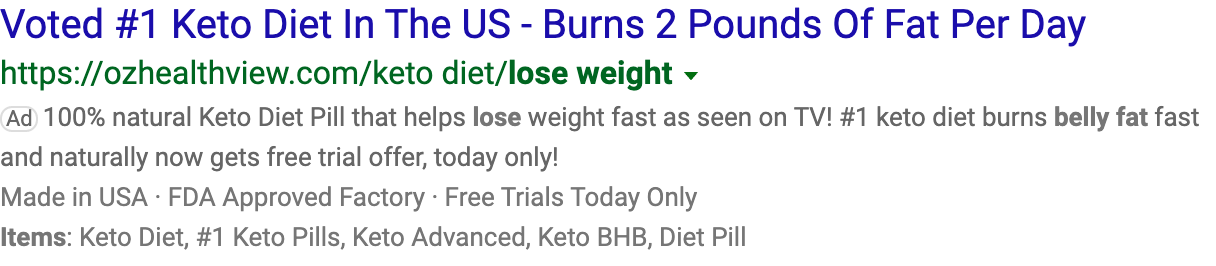 Voted #1 Keto Diet In The US - Burns 2 Pounds Of Fat Per Day
https://ozhealthview.com/keto diet/lose weight
Ad 100% natural Keto Diet Pill that helps lose weight fast as seen on TV! #1 keto diet burns belly fat fast
and naturally now gets free trial offer, today only!
Made in USA · FDA Approved Factory · Free Trials Today Only
Items: Keto Diet, #1 Keto Pills, Keto Advanced, Keto BHB, Diet Pill